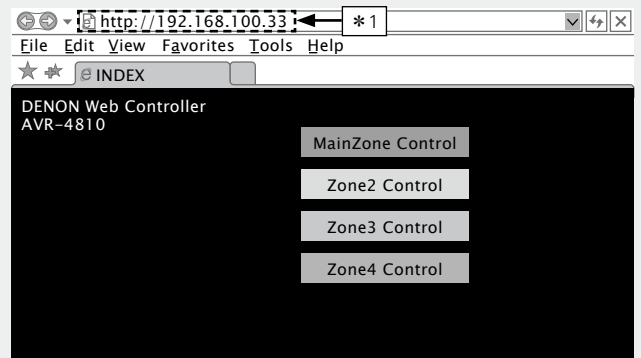 http://192.168.100.33
*1
File Edit View Favorites Tools Help
INDEX
DENON Web Controller
AVR-4810
MainZone Control
Zone2 Control
Zone3 Control
Zone4 Control